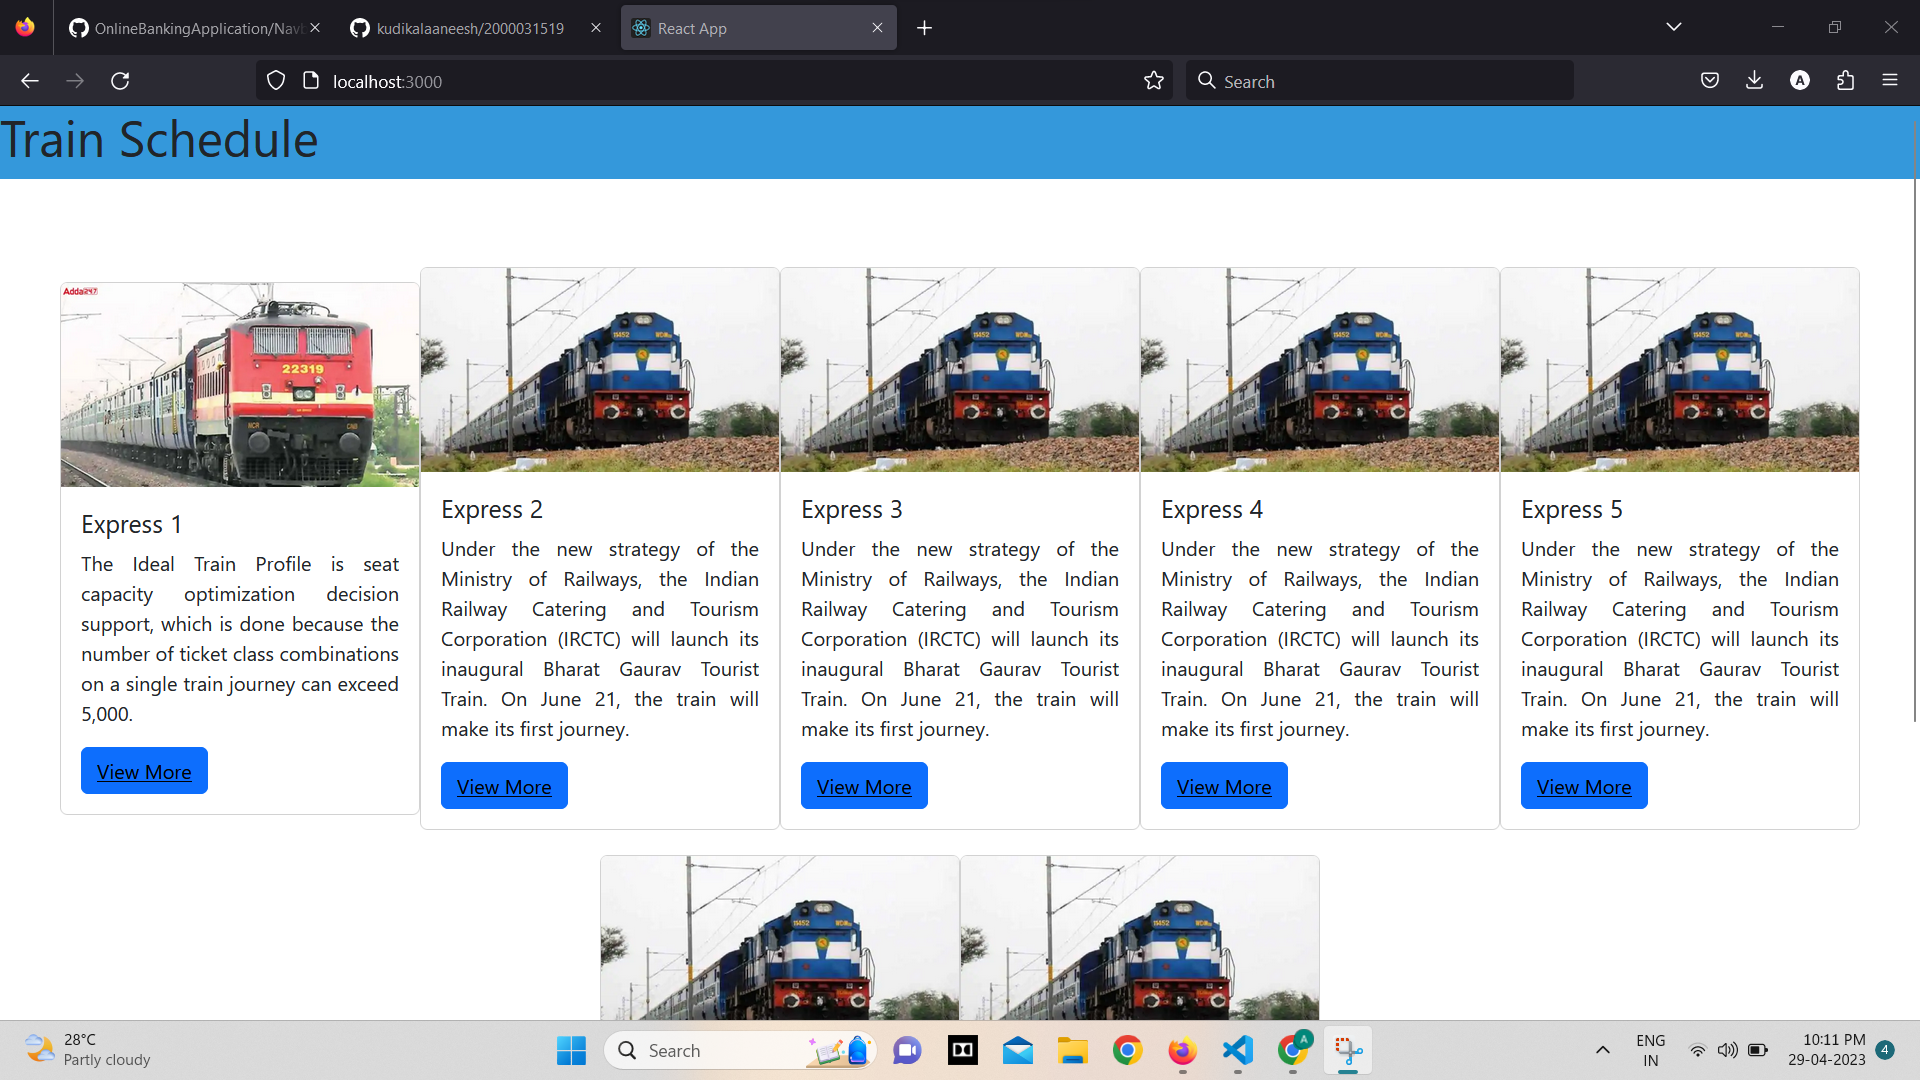 OnlineBankingApplication/Navb
kudikalaaneesh/2000031519
React App
localhost:3000
Search
Train Schedule
Adda247
22319
NCR
CNB
Express 1
The Ideal Train Profile is seat
capacity optimization decision
support, which is done because the
number of ticket class combinations
on a single train journey can exceed
5,000.
View More
11452
Express 2
Under the new strategy of the
Ministry of Railways, the Indian
Railway Catering and Tourism
Corporation (IRCTC) will launch its
inaugural Bharat Gaurav Tourist
Train. On June 21, the train will
make its first journey.
View More
11452
Express 3
Under the new strategy of the
Ministry of Railways, the Indian
Railway Catering and Tourism
Corporation (IRCTC) will launch its
inaugural Bharat Gaurav Tourist
Train. On June 21, the train will
make its first journey.
View More
11452
Express 4
Under the new strategy of the
Ministry of Railways, the Indian
Railway Catering and Tourism
Corporation (IRCTC) will launch its
inaugural Bharat Gaurav Tourist
Train. On June 21, the train will
make its first journey.
View More
11452
Express 5
Under the new strategy of the
Ministry of Railways, the Indian
Railway Catering and Tourism
Corporation (IRCTC) will launch its
inaugural Bharat Gaurav Tourist
Train. On June 21, the train will
make its first journey.
View More
11452
11452
28°C
Partly cloudy
Search
A
ENG
IN
10:11 PM
29-04-2023
4